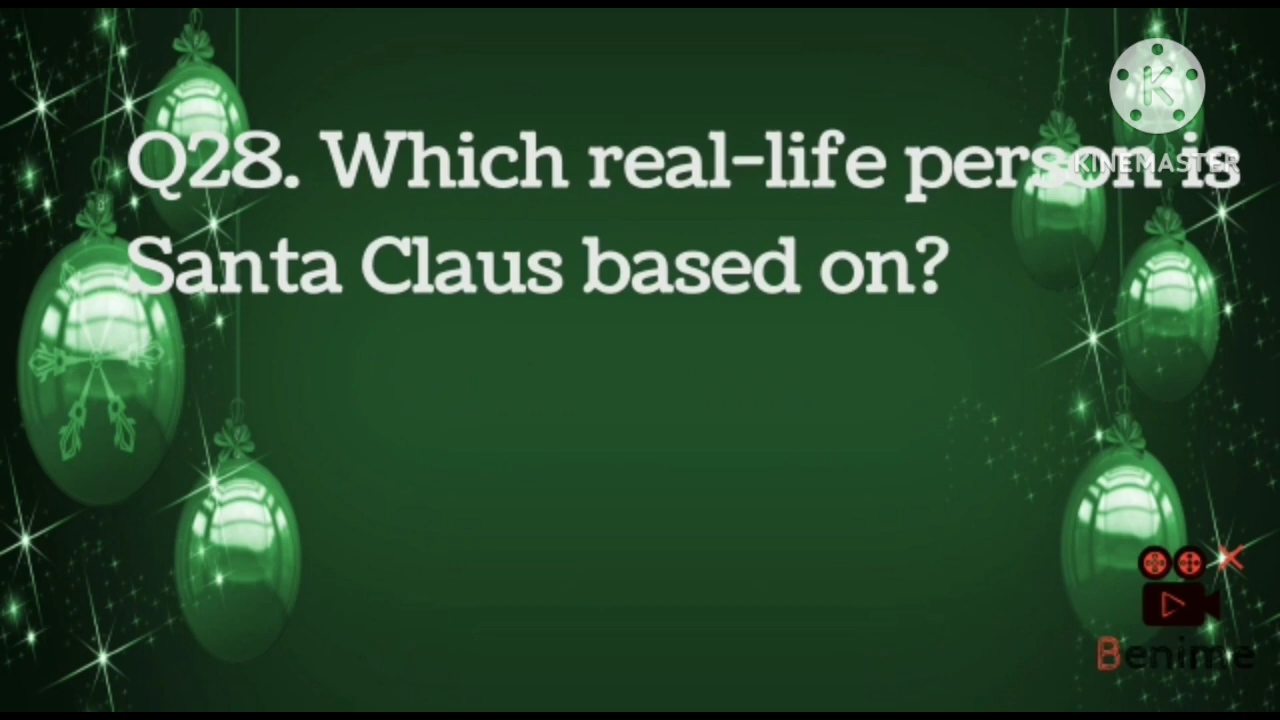 KINEMASTER
Q28. Which real-life person is
Santa Claus based on?
Benime